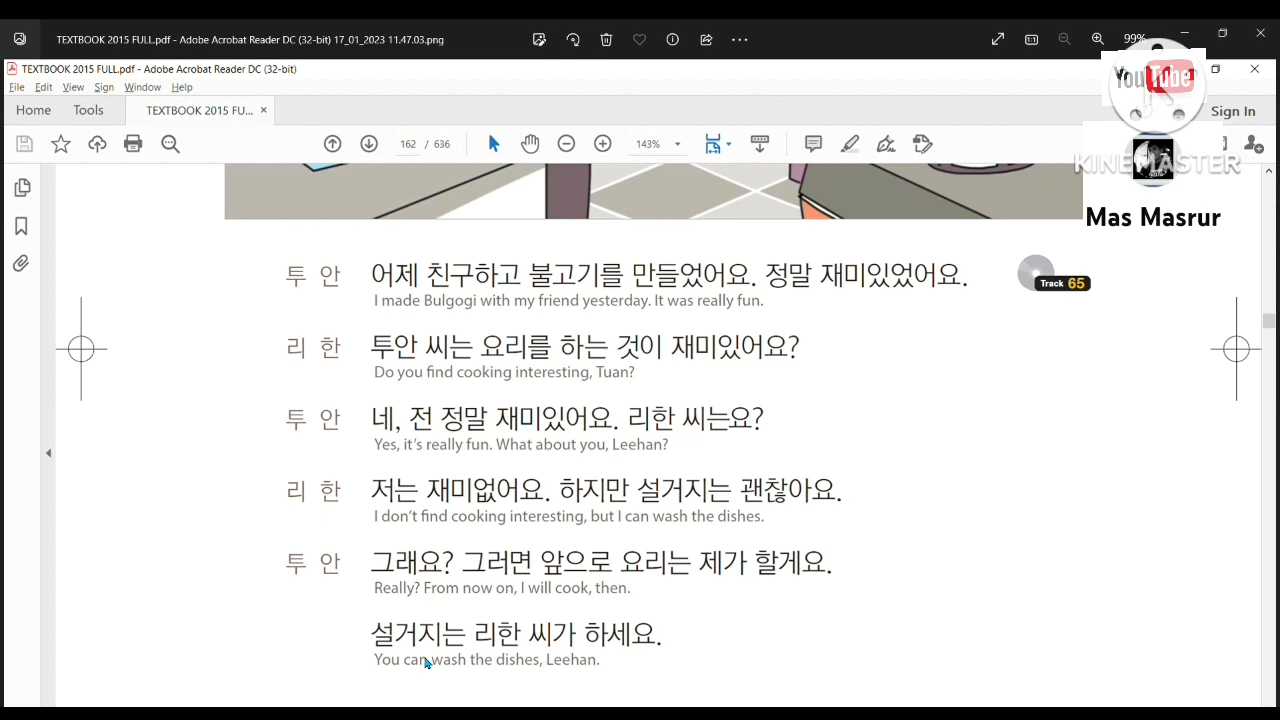 TEXTBOOK 2015 FULL.pdf - Adobe Acrobat Reader DC (32-bit) 17_01_2023 11.47.03.png
99%
TEXTBOOK 2015 FULL.pdf - Adobe Acrobat Reader DC (32-bit)
File Edit View Sign Window Help
YouTube
Home Tools TEXTBOOK 2015 FU... Sign In
162 / 636 143%
KINEMASTER
Mas Masrur
투 안 어제 친구하고 불고기를 만들었어요. 정말 재미있었어요.
Track 65
I made Bulgogi with my friend yesterday. It was really fun.
리 한 투안 씨는 요리를 하는 것이 재미있어요?
Do you find cooking interesting, Tuan?
투 안 네, 전 정말 재미있어요. 리한 씨는요?
Yes, it's really fun. What about you, Leehan?
리 한 저는 재미없어요. 하지만 설거지는 괜찮아요.
I don't find cooking interesting, but I can wash the dishes.
투 안 그래요? 그러면 앞으로 요리는 제가 할게요.
Really? From now on, I will cook, then.
설거지는 리한 씨가 하세요.
You can wash the dishes, Leehan.